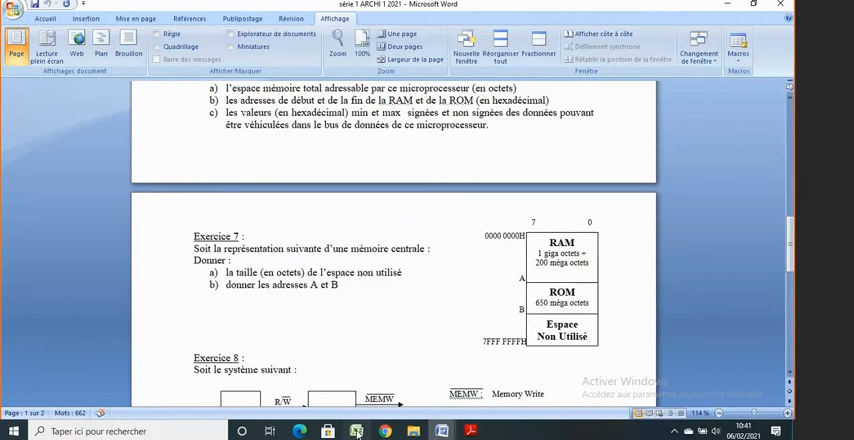 série 1 ARCHI 1 2021 - Microsoft Word
Accueil Insertion Mise en page Références Publipostage Révision Affichage
Page
Lecture plein écran
Web
Plan
Brouillon
Affichages document
Règle
Quadrillage
Barre des messages
Explorateur de documents
Miniatures
Afficher/Masquer
Zoom
100%
Une page
Deux pages
Largeur de la page
Zoom
Nouvelle fenêtre
Réorganiser tout
Fractionner
Afficher côte à côte
Défilement synchrone
Rétablir la position de la fenêtre
Fenêtre
Changement de fenêtre
Macros
Macros
a) l'espace mémoire total adressable par ce microprocesseur (en octets)
b) les adresses de début et de la fin de la RAM et de la ROM (en hexadécimal)
c) les valeurs (en hexadécimal) min et max signées et non signées des données pouvant
être véhiculées dans le bus de données de ce microprocesseur.
7 0
Exercice 7 :
Soit la représentation suivante d'une mémoire centrale :
Donner :
a) la taille (en octets) de l'espace non utilisé
b) donner les adresses A et B
0000 0000H
RAM
1 giga octets +
200 méga octets
A
ROM
650 méga octets
B
Espace
Non Utilisé
7FFF FFFFH
Exercice 8 :
Soit le système suivant :
R/W
MEMW
MEMW : Memory Write
Activer Windows
Accédez aux paramètres
Page : 1 sur 2 Mots : 662
114 %
Taper ici pour rechercher
10:41
06/02/2021